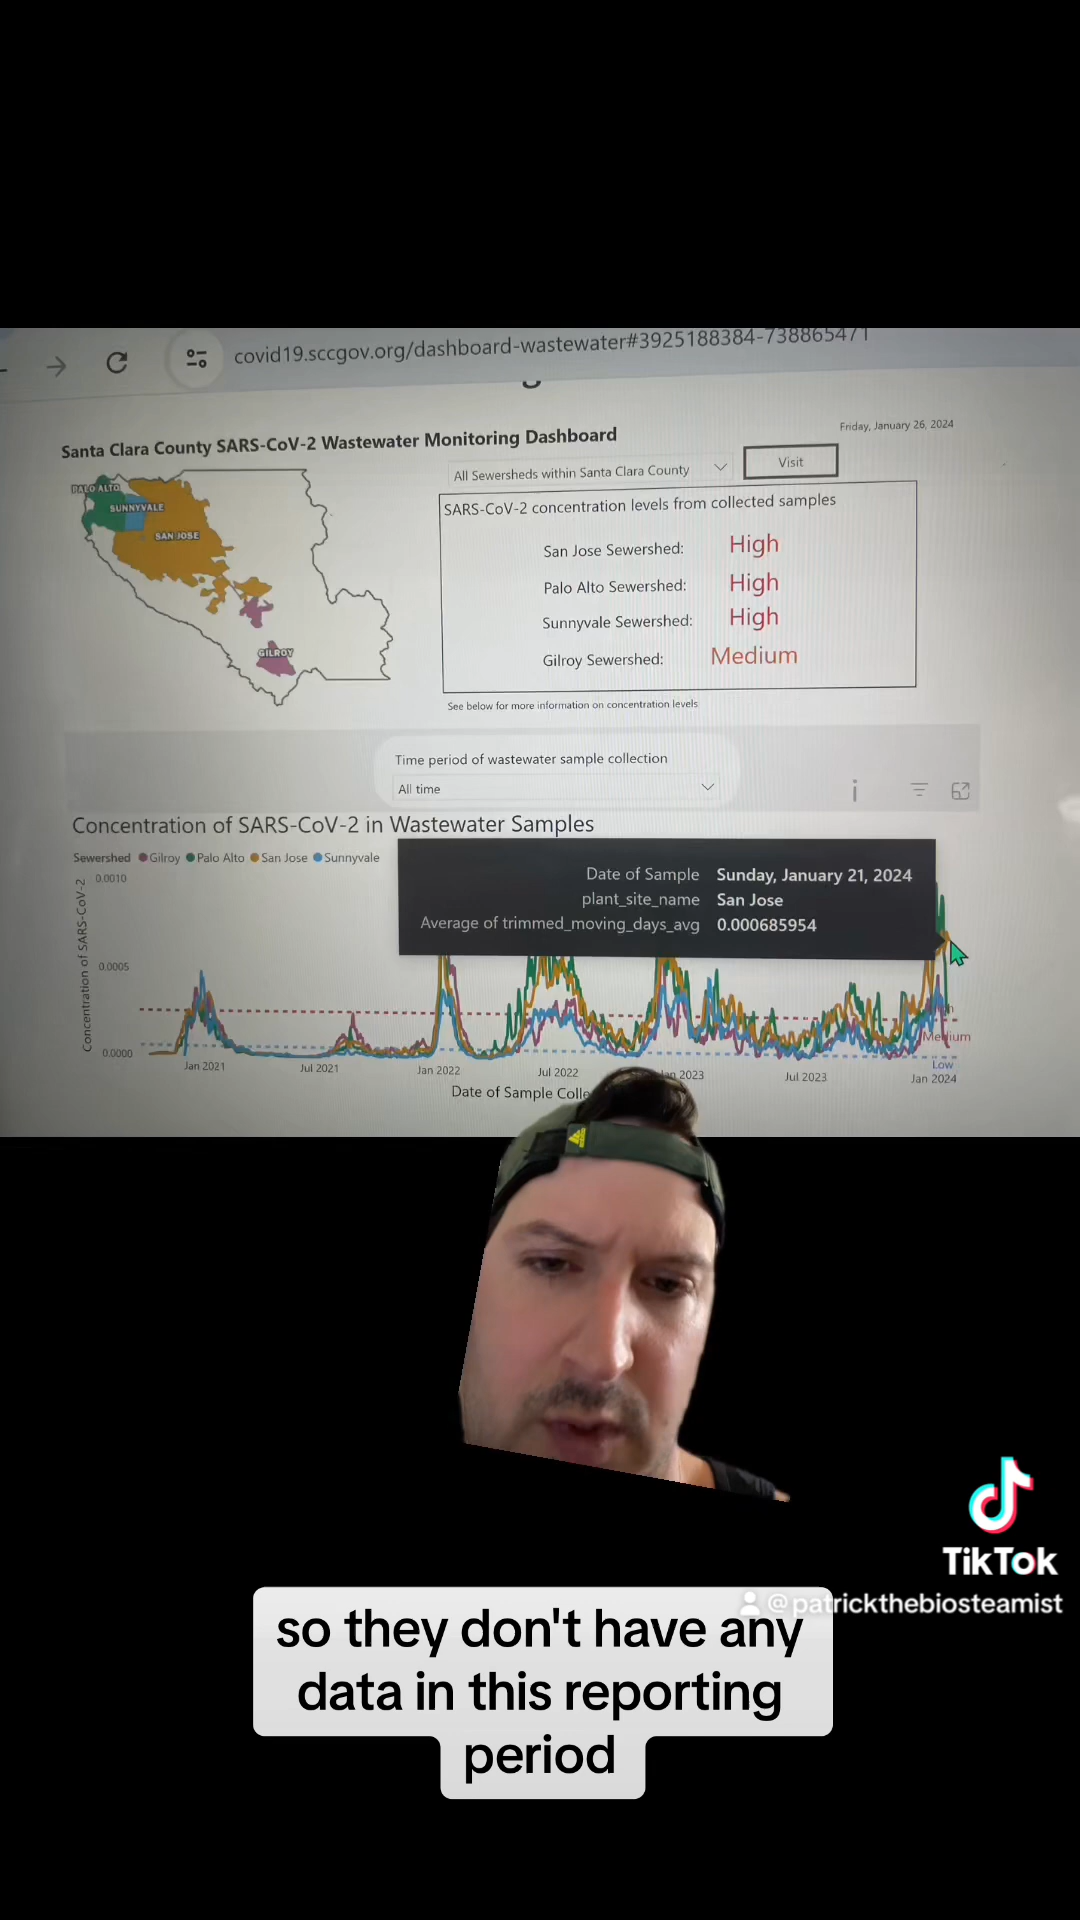 covid19.sccgov.org/dashboard-wastewater#3925188384-738865471
Friday, January 26, 2024
Santa Clara County SARS-CoV-2 Wastewater Monitoring Dashboard
All Sewersheds within Santa Clara County
Visit
PALO ALTO
SUNNYVALE
SAN JOSE
GILROY
SARS-CoV-2 concentration levels from collected samples
San Jose Sewershed: High
Palo Alto Sewershed: High
Sunnyvale Sewershed: High
Gilroy Sewershed: Medium
See below for more information on concentration levels
Time period of wastewater sample collection
All time
Concentration of SARS-CoV-2 in Wastewater Samples
Sewershed Gilroy Palo Alto San Jose Sunnyvale
Concentration of SARS-CoV-2
0.0010
0.0005
0.0000
Date of Sample Sunday, January 21, 2024
plant_site_name San Jose
Average of trimmed_moving_days_avg 0.000685954
Medium
Low
Jan 2021
Jul 2021
Jan 2022
Jul 2022
2023
Jul 2023
Jan 2024
Date of Sample Colle
TikTok
@patrickthebiosteamist
so they don't have any
data in this reporting
period